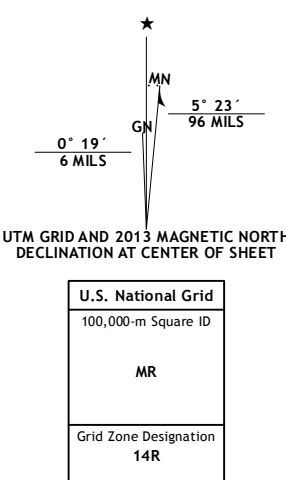 ★
MN
5° 23´
96 MILS
GN
0° 19´
6 MILS
UTM GRID AND 2013 MAGNETIC NORTH
DECLINATION AT CENTER OF SHEET
U.S. National Grid
100,000-m Square ID
MR
Grid Zone Designation
14R